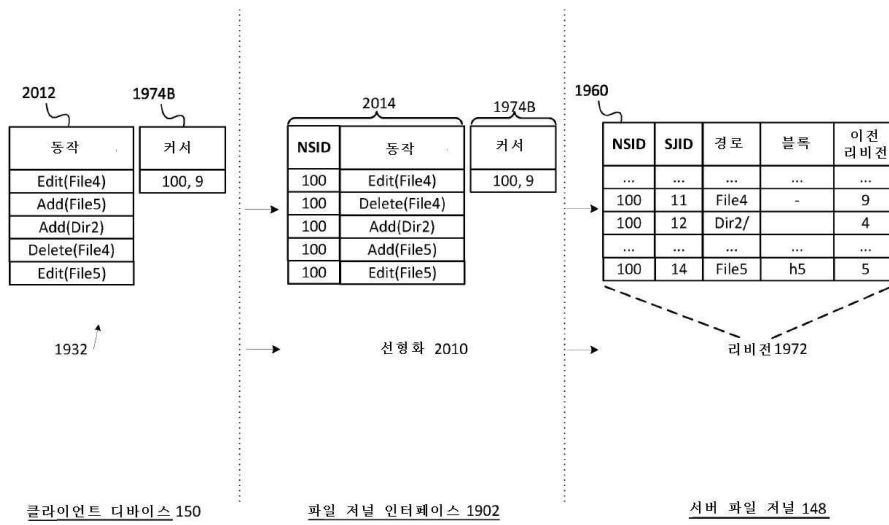 2012
1974B
동작
커서
Edit(File4)
100, 9
Add(File5)
Add(Dir2)
Delete(File4)
Edit(File5)
1932
클라이언트 디바이스 150
2014
1974B
NSID
동작
커서
100
Edit(File4)
100, 9
100
Delete(File4)
100
Add(Dir2)
100
Add(File5)
100
Edit(File5)
선형화 2010
파일 저널 인터페이스 1902
1960
NSID
SJID
경로
블록
이전
리비전
...
...
...
...
...
100
11
File4
-
9
100
12
Dir2/
4
...
...
...
...
...
100
14
File5
h5
5
리비전 1972
서버 파일 저널 148